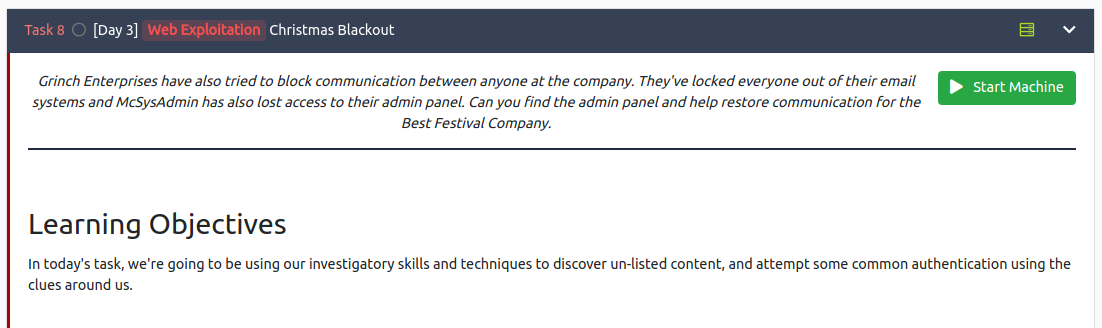 Task 8 [Day 3] Web Exploitation Christmas Blackout
Grinch Enterprises have also tried to block communication between anyone at the company. They've locked everyone out of their email
systems and McSysAdmin has also lost access to their admin panel. Can you find the admin panel and help restore communication for the
Best Festival Company.
Start Machine
Learning Objectives
In today's task, we're going to be using our investigatory skills and techniques to discover un-listed content, and attempt some common authentication using the
clues around us.